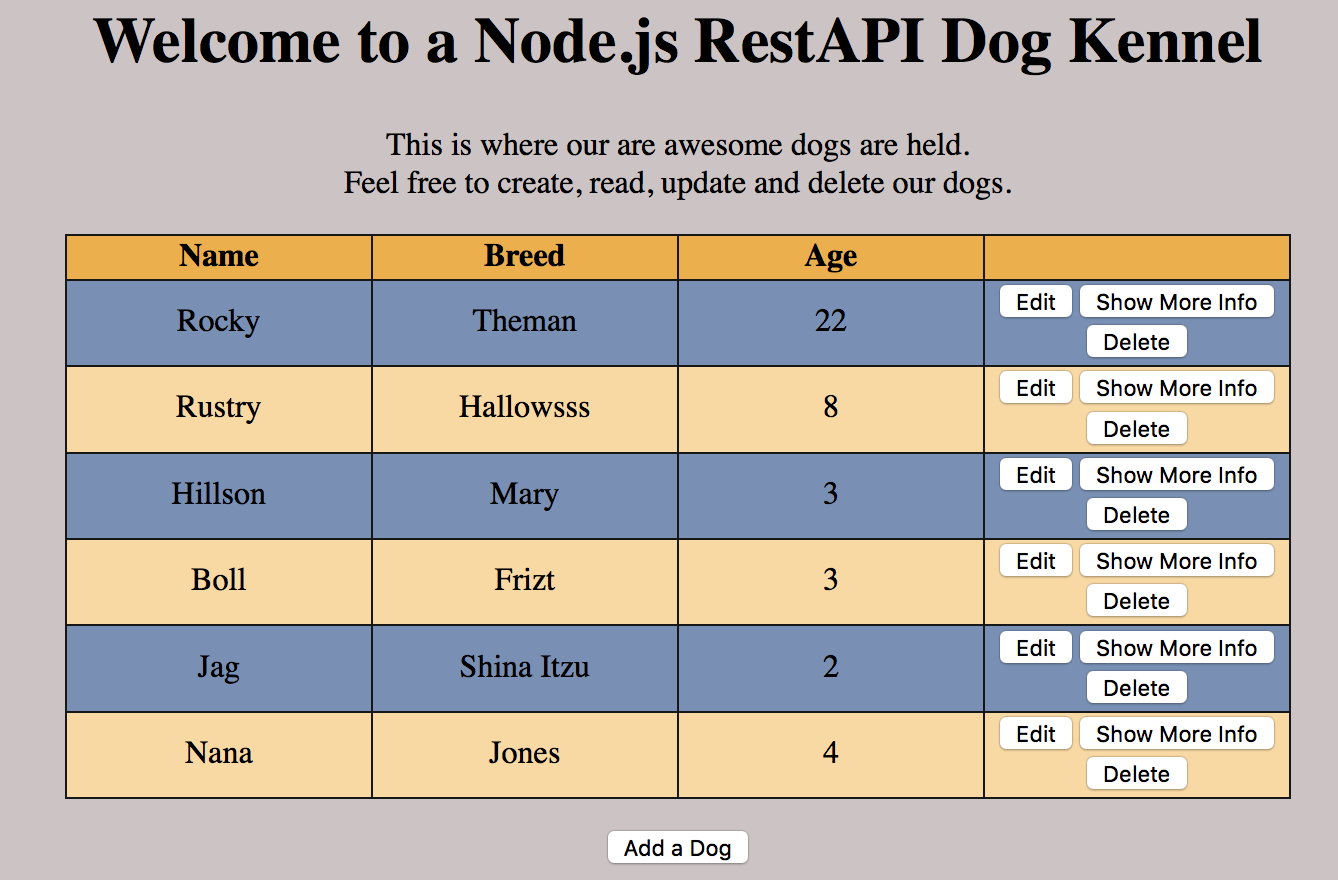 Welcome to a Node.js RestAPI Dog Kennel
This is where our are awesome dogs are held.
Feel free to create, read, update and delete our dogs.
Name Breed Age
Rocky Theman 22 Edit Show More Info
Delete
Rustry Hallowsss 8 Edit Show More Info
Delete
Hillson Mary 3 Edit Show More Info
Delete
Boll Frizt 3 Edit Show More Info
Delete
Jag Shina Itzu 2 Edit Show More Info
Delete
Nana Jones 4 Edit Show More Info
Delete
Add a Dog